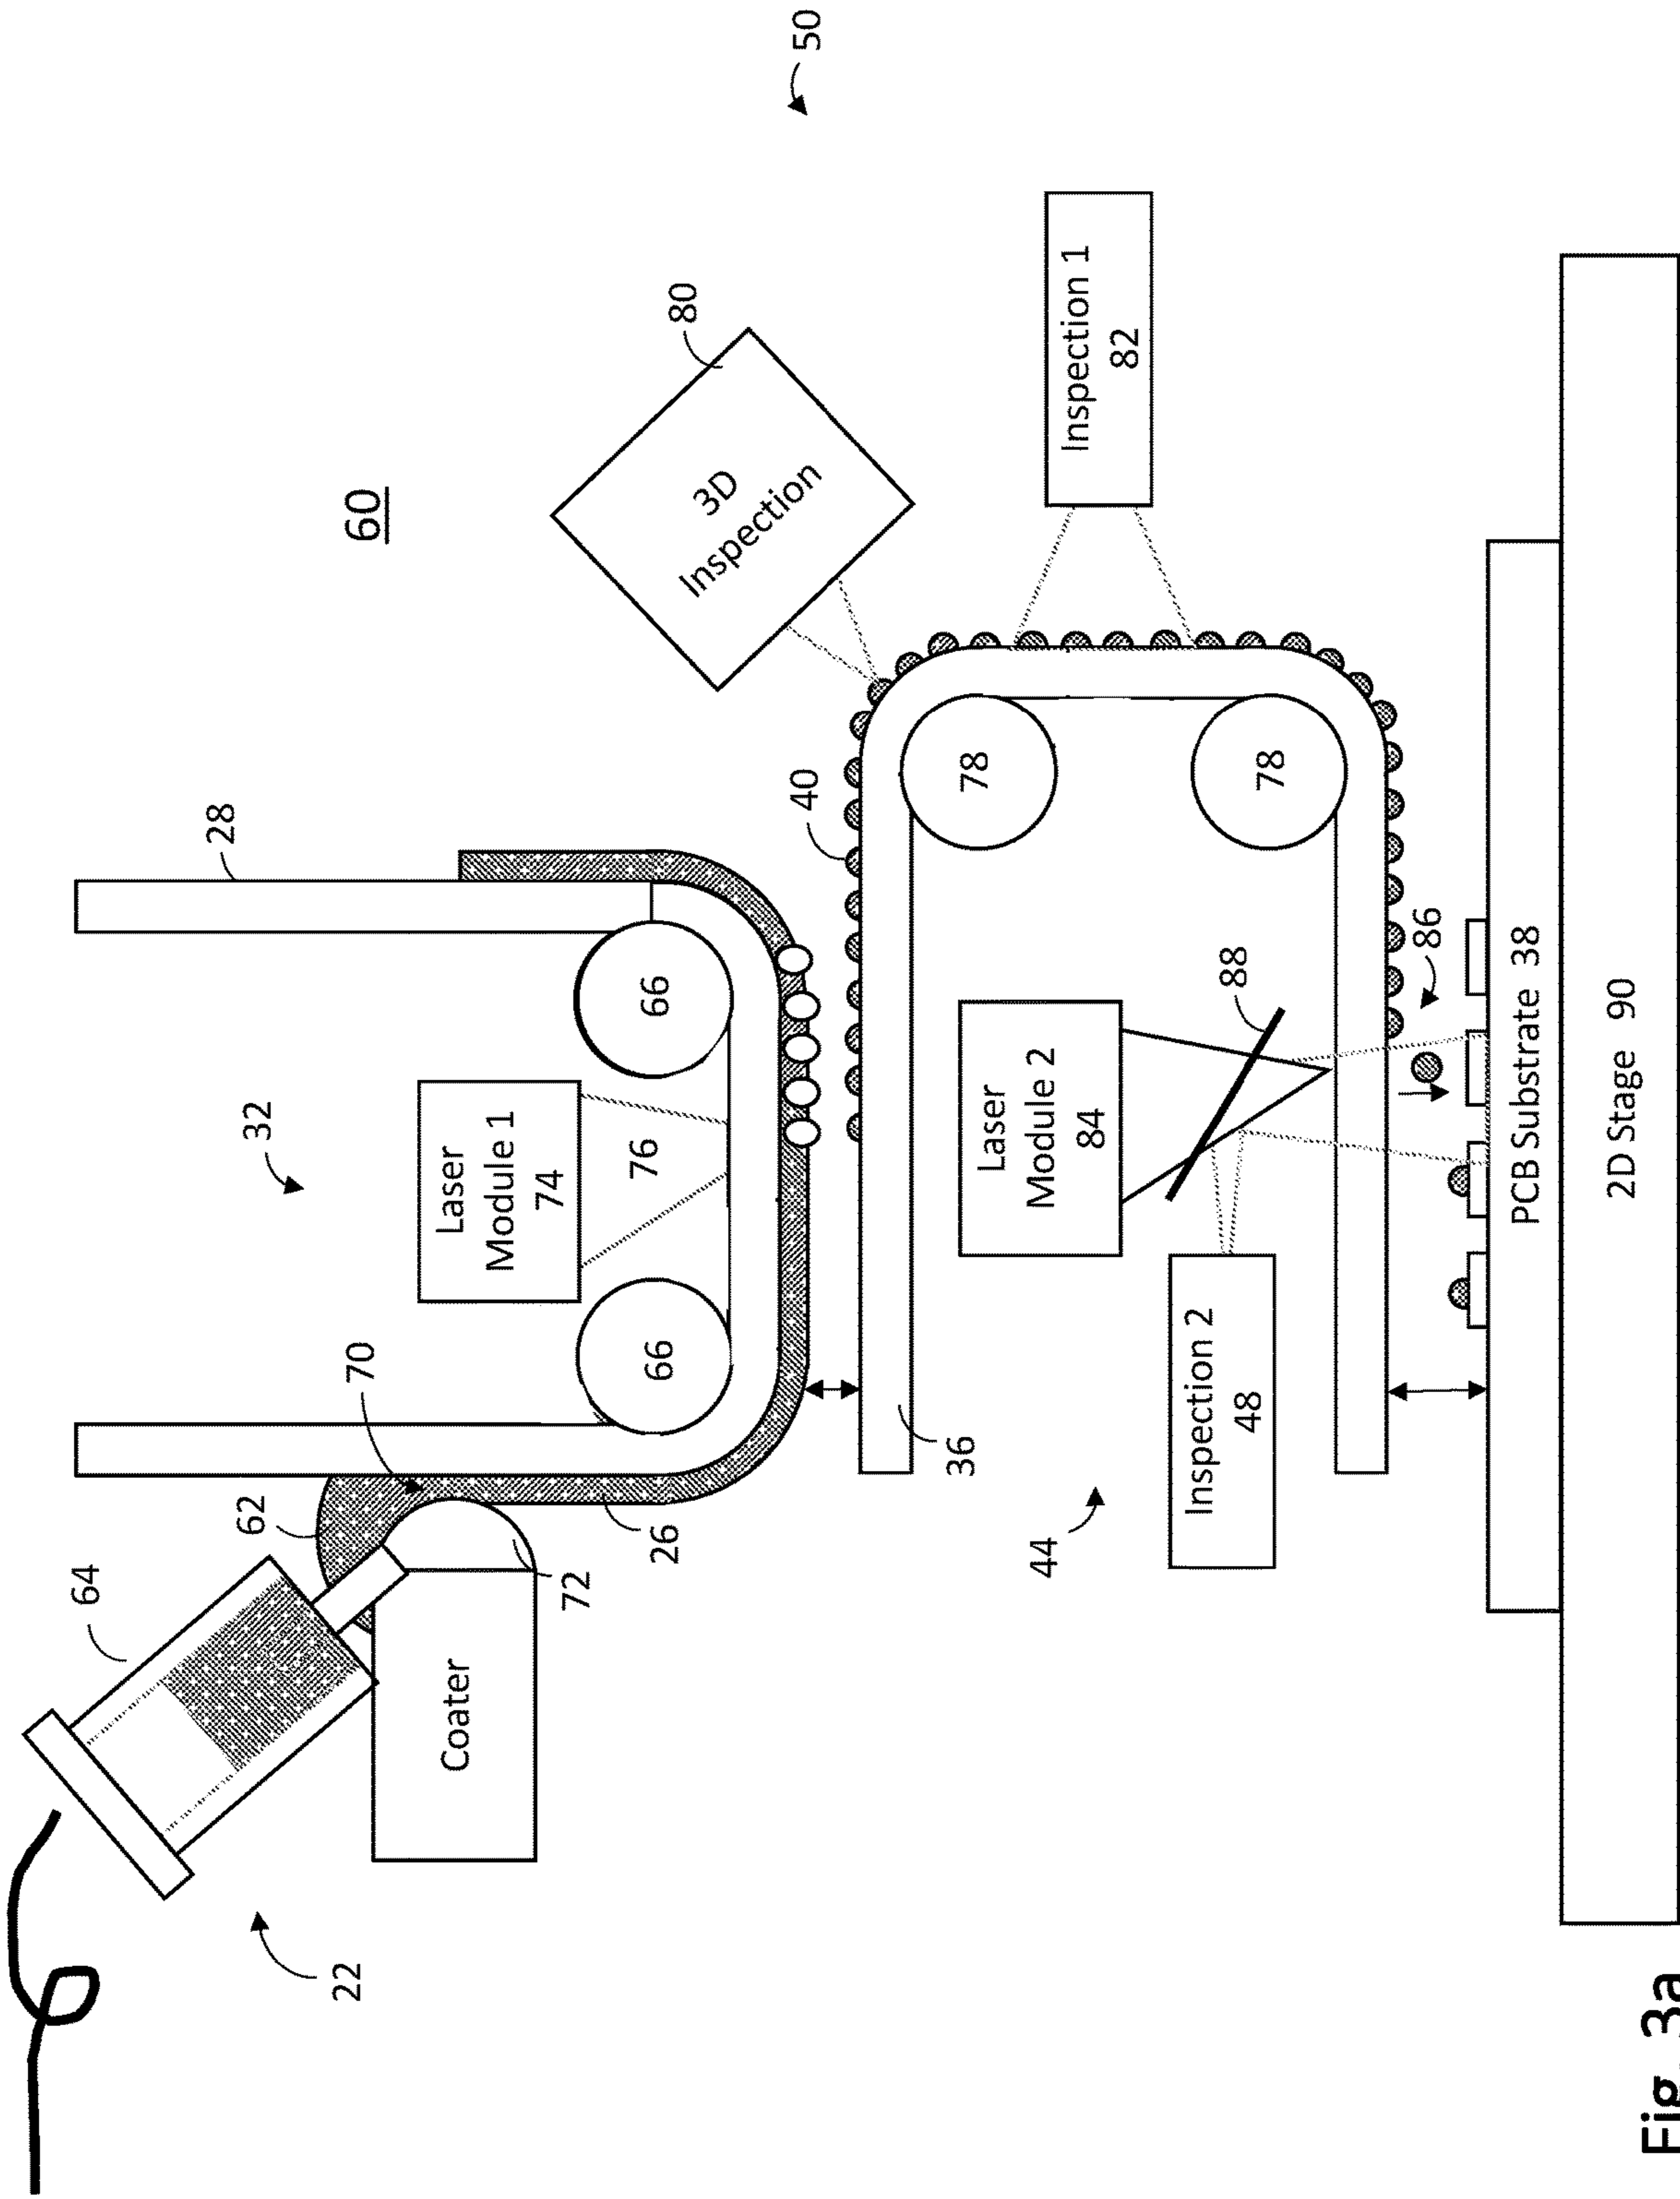 50
60
80
3D
Inspection
Inspection 1
82
28
32
40
66
66
Laser
Module 1
74
76
78
78
70
62
64
72
26
Coater
22
36
44
Laser
Module 2
84
88
86
Inspection 2
48
PCB Substrate 38
2D Stage 90
Fig. 3a